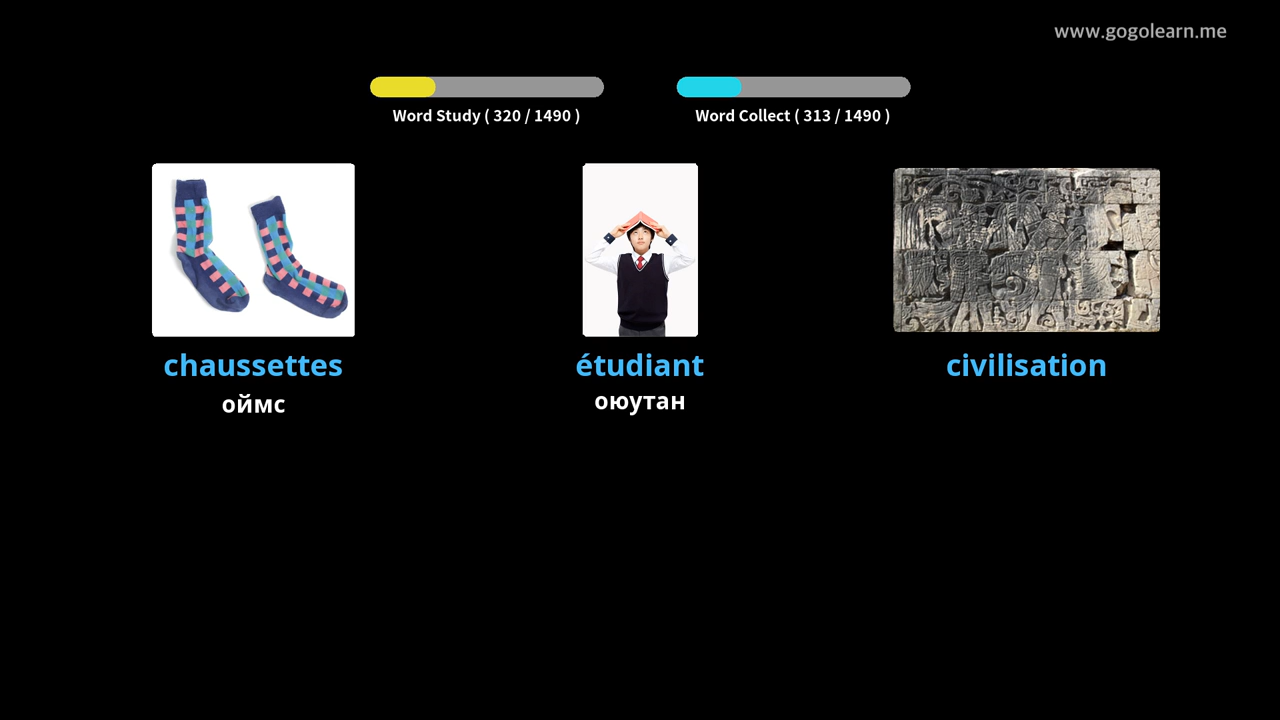 www.gogolearn.me
Word Study ( 320 / 1490 )
Word Collect ( 313 / 1490 )
chaussettes
оймс
étudiant
оюутан
civilisation